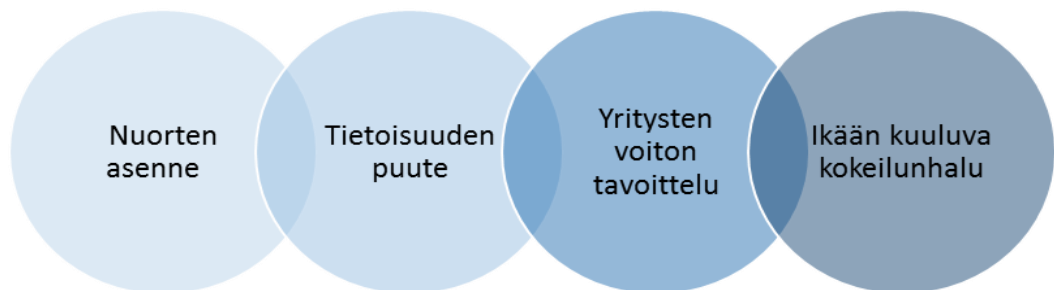 Nuorten
asenne
Tietoisuuden
puute
Yritysten
voiton
tavoittelu
Ikään kuuluva
kokeilunhalu